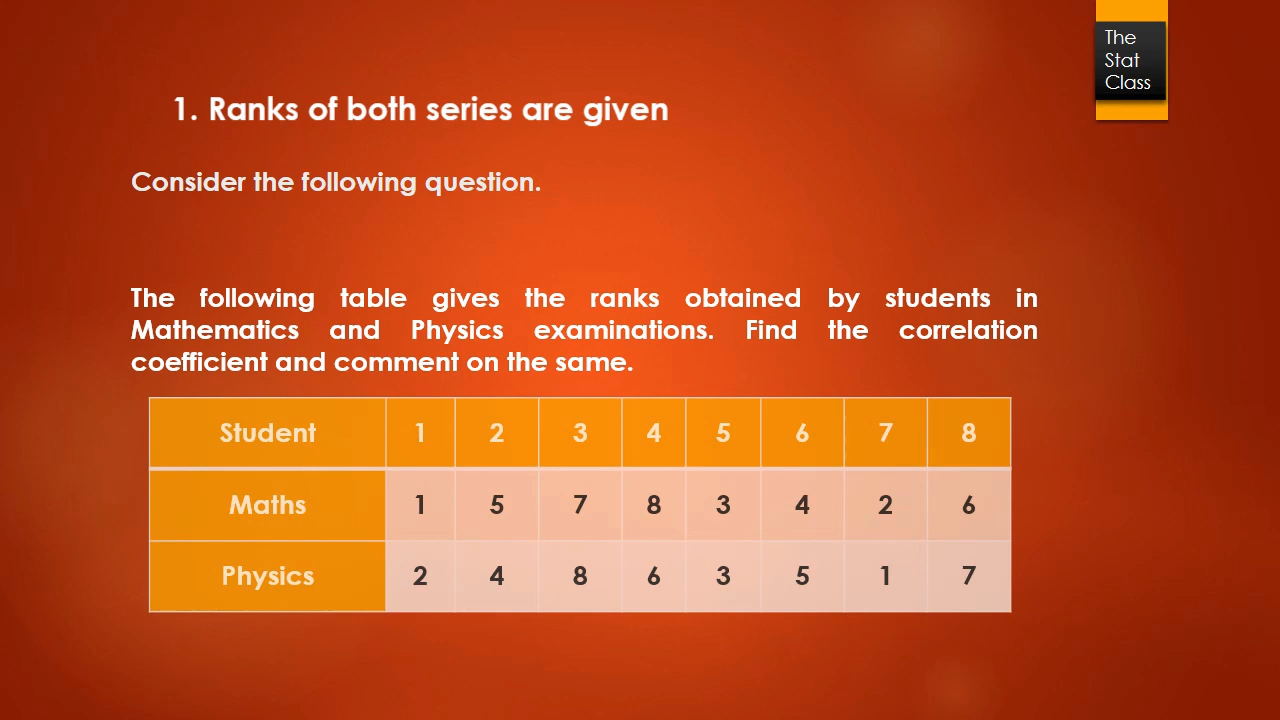 The
Stat
Class
1. Ranks of both series are given
Consider the following question.
The following table gives the ranks obtained by students in
Mathematics and Physics examinations. Find the correlation
coefficient and comment on the same.
Student 1 2 3 4 5 6 7 8
Maths 1 5 7 8 3 4 2 6
Physics 2 4 8 6 3 5 1 7